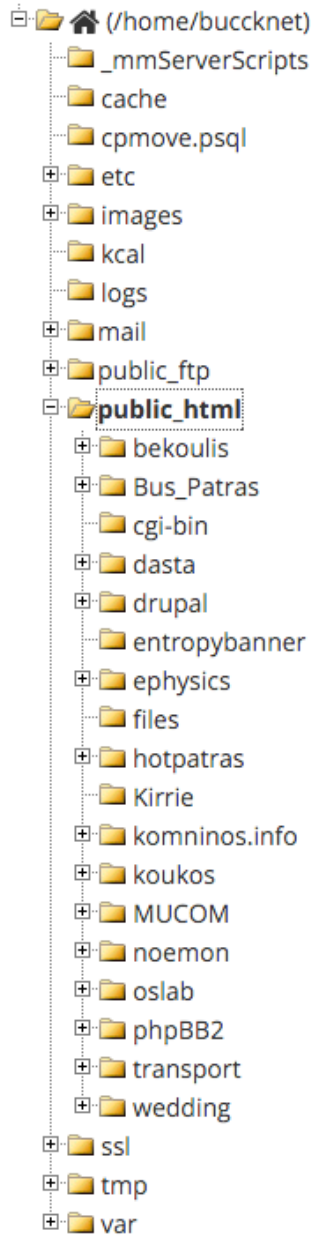 (/home/buccknet)
_mmServerScripts
cache
cpmove.psql
etc
images
kcal
logs
mail
public_ftp
public_html
bekoulis
Bus_Patras
cgi-bin
dasta
drupal
entropybanner
ephysics
files
hotpatras
Kirrie
komninos.info
koukos
MUCOM
noemon
oslab
phpBB2
transport
wedding
ssl
tmp
var